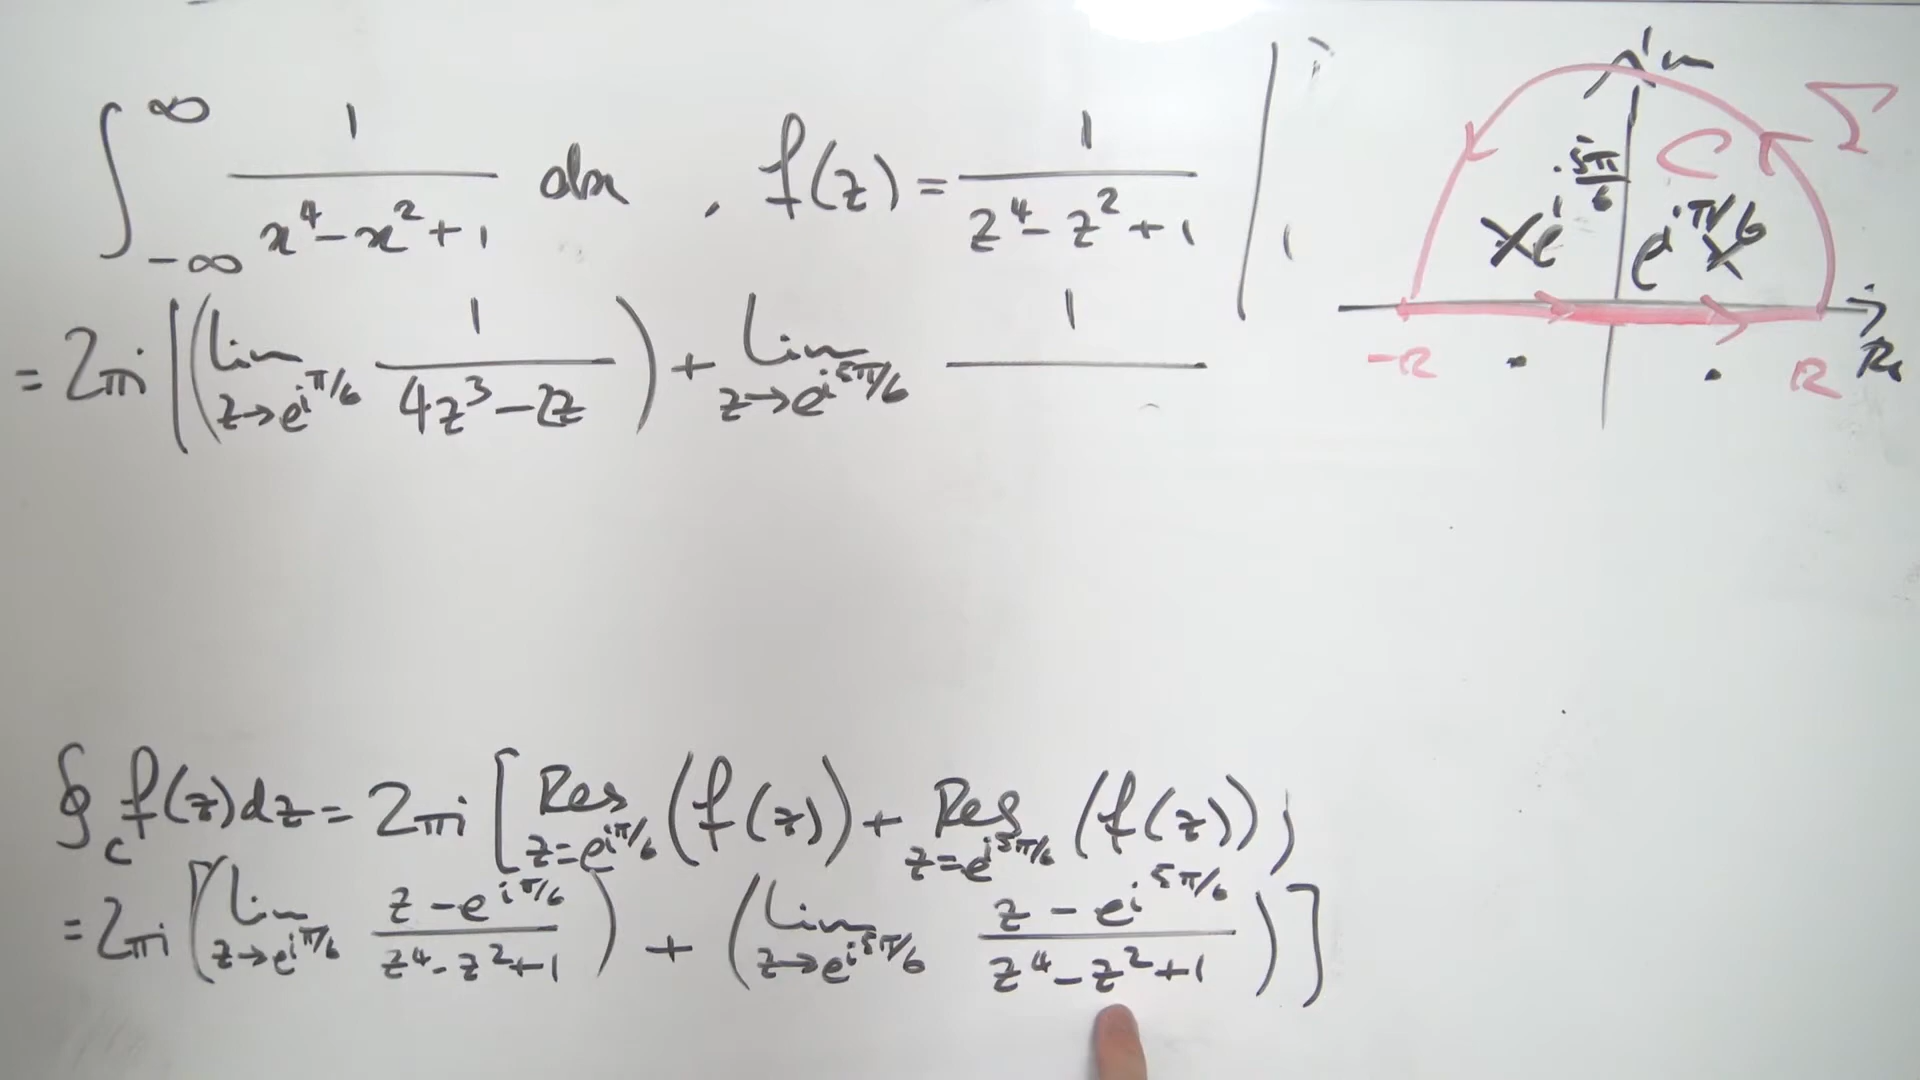 ∫_{-∞}^{∞} 1/(x⁴-x²+1) dx , f(z) = 1/(z⁴-z²+1)
= 2πi [(lim_{z→e^{iπ/6}} 1/(4z³-2z)) + lim_{z→e^{i5π/6}} 1/
Im
Σ
C
e^{i5π/6}
e^{iπ/6}
-R
R
Re
∮_C f(z)dz = 2πi [Res_{z=e^{iπ/6}} (f(z)) + Res_{z=e^{i5π/6}} (f(z))]
= 2πi [(lim_{z→e^{iπ/6}} (z-e^{iπ/6})/(z⁴-z²+1)) + (lim_{z→e^{i5π/6}} (z-e^{i5π/6})/(z⁴-z²+1))]